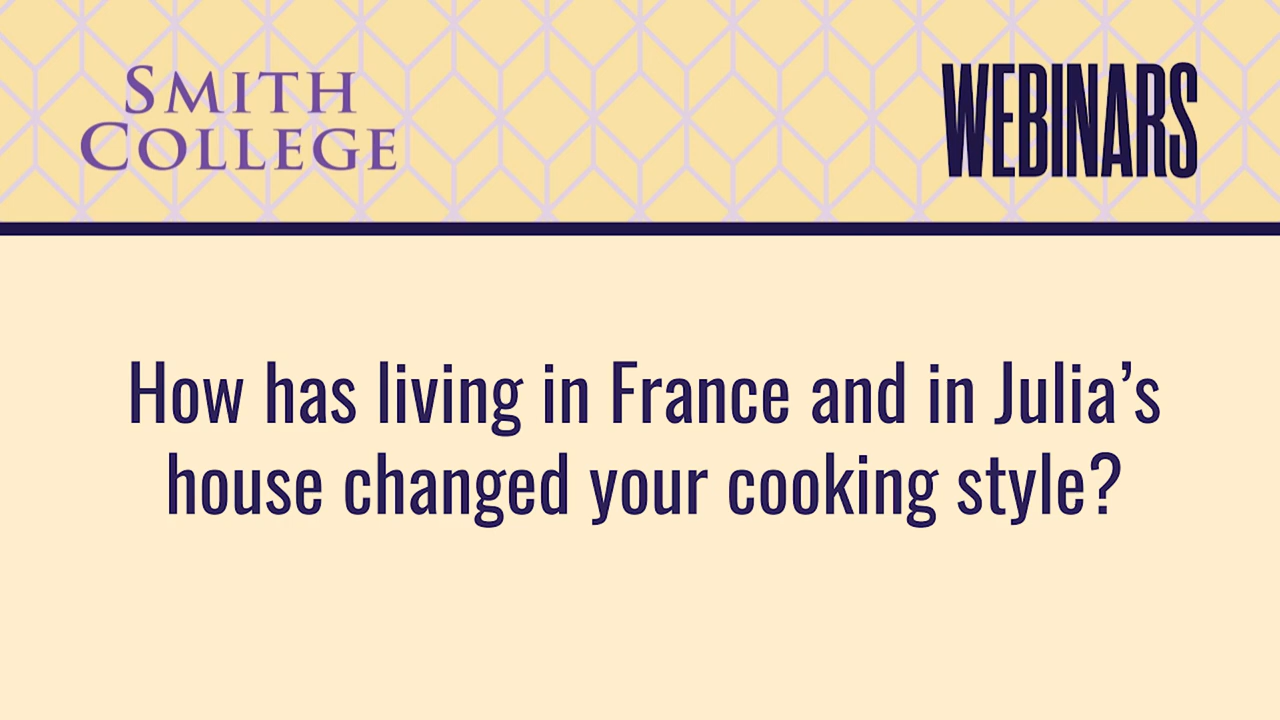 SMITH
COLLEGE
WEBINARS
How has living in France and in Julia’s
house changed your cooking style?